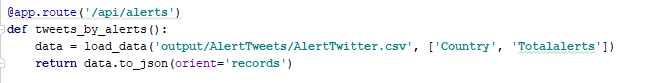 @app.route('/api/alerts')
def tweets_by_alerts():
    data = load_data('output/AlertTweets/AlertTwitter.csv', ['Country', 'Totalalerts'])
    return data.to_json(orient='records')